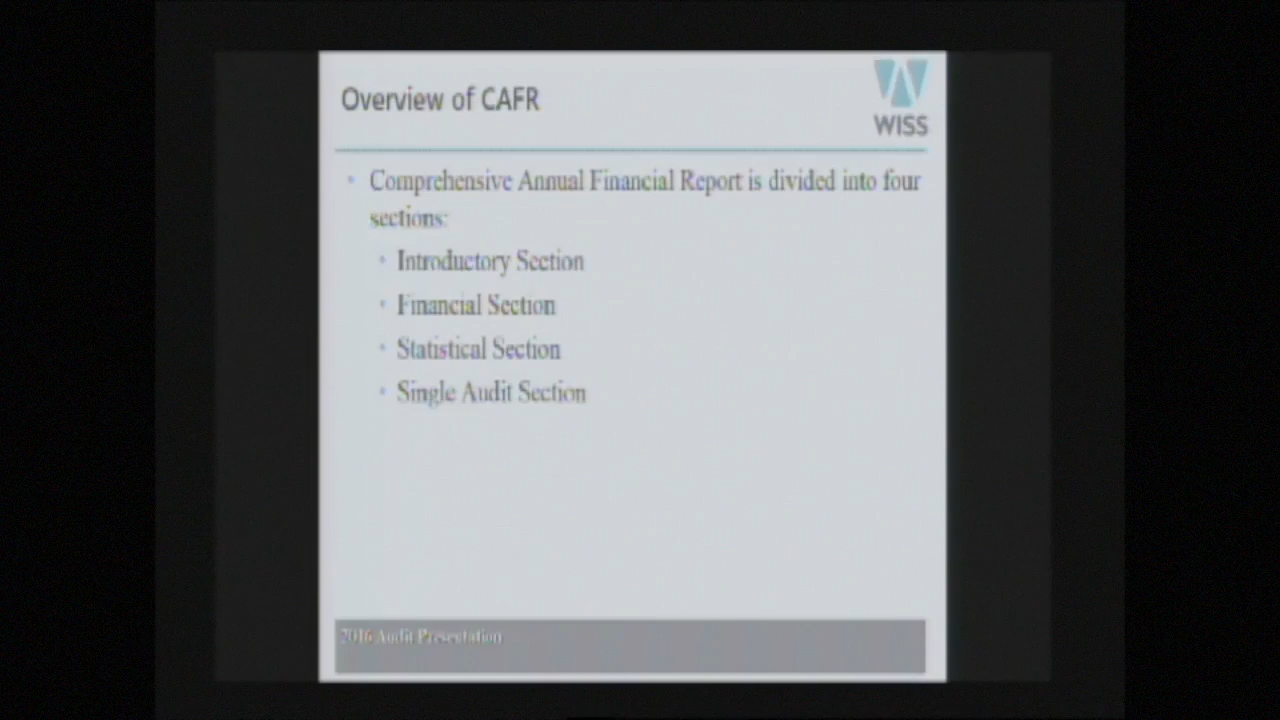 Overview of CAFR
WISS
Comprehensive Annual Financial Report is divided into four
sections:
Introductory Section
Financial Section
Statistical Section
Single Audit Section
2016 Audit Presentation